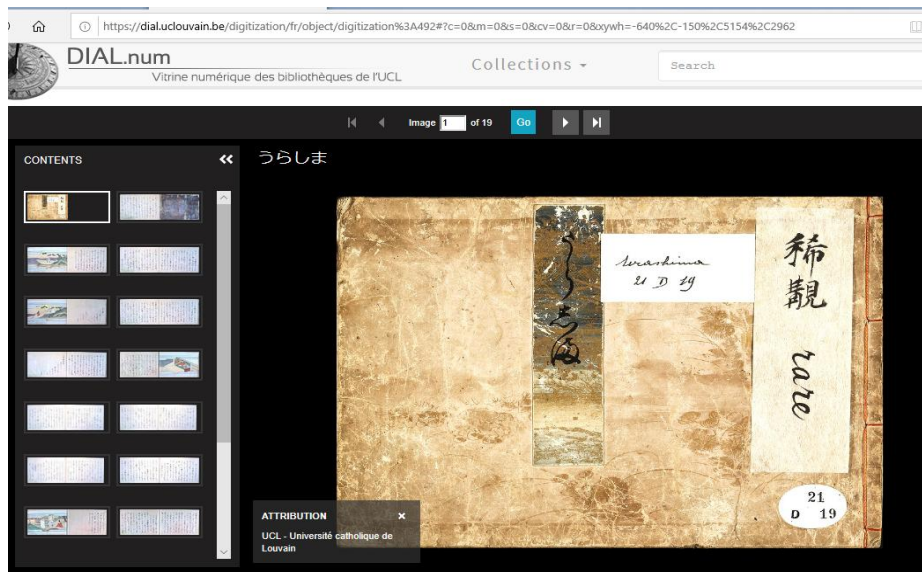 https://dial.uclouvain.be/digitization/fr/object/digitization%3A492#?c=0&m=0&s=0&cv=0&r=0&xywh=-640%2C-150%2C5154%2C2962
DIAL.num
Vitrine numérique des bibliothèques de l'UCL
Collections
Search
Image 1 of 19 Go
CONTENTS
うらしま
うらしま
Urashima
21 D 19
稀覯 rare
21
D 19
ATTRIBUTION
UCL - Université catholique de
Louvain